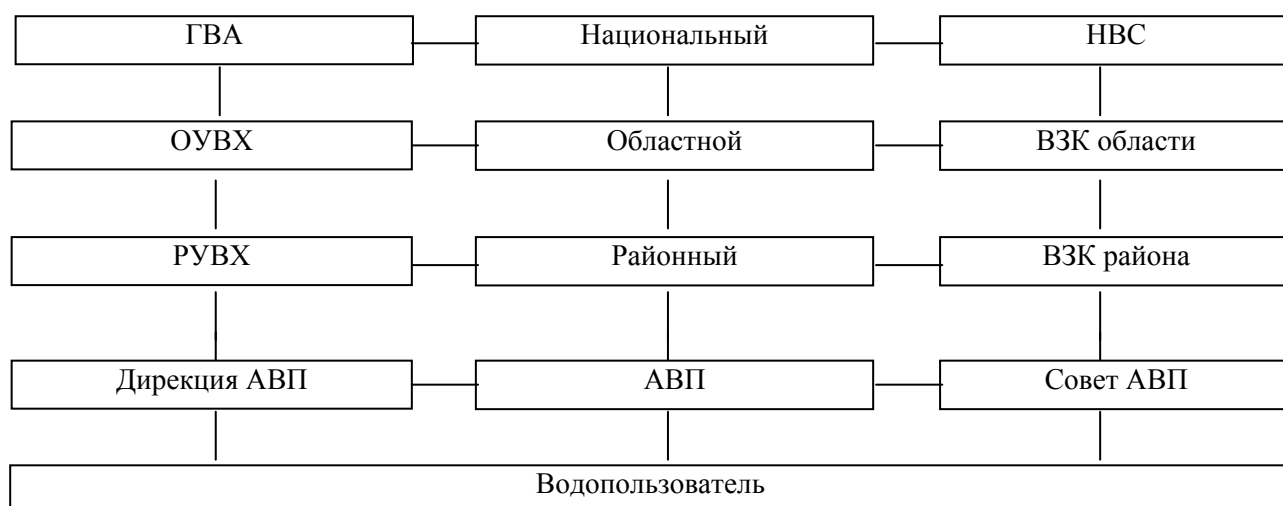 ГВА
Национальный
НВС
ОУВХ
Областной
ВЗК области
РУВХ
Районный
ВЗК района
Дирекция АВП
АВП
Совет АВП
Водопользователь